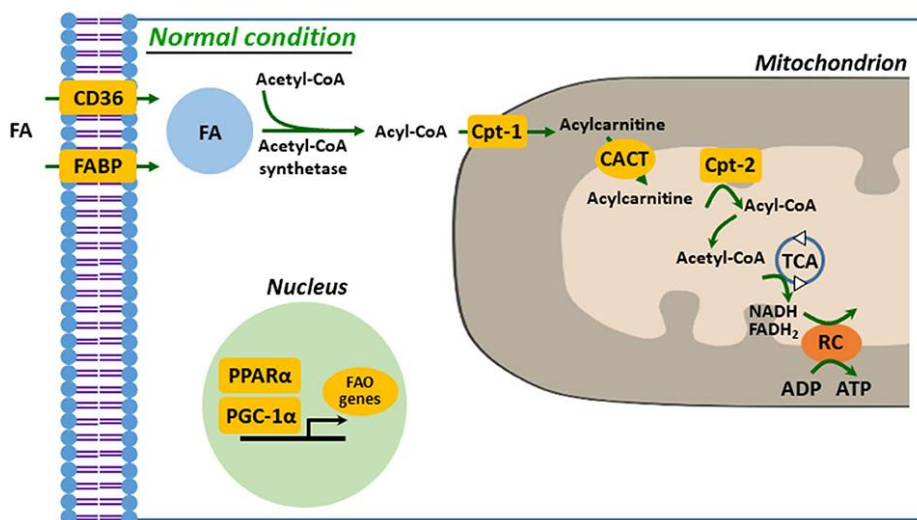 Normal condition
Mitochondrion
FA
CD36
FABP
FA
Acetyl-CoA
Acetyl-CoA
synthetase
Acyl-CoA
Cpt-1
Acylcarnitine
CACT
Acylcarnitine
Cpt-2
Acyl-CoA
Acetyl-CoA
TCA
NADH
FADH₂
RC
ADP
ATP
Nucleus
PPARα
PGC-1α
FAO
genes